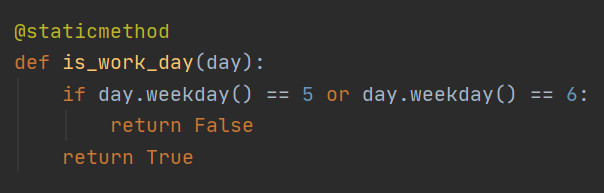 @staticmethod
def is_work_day(day):
    if day.weekday() == 5 or day.weekday() == 6:
        return False
    return True